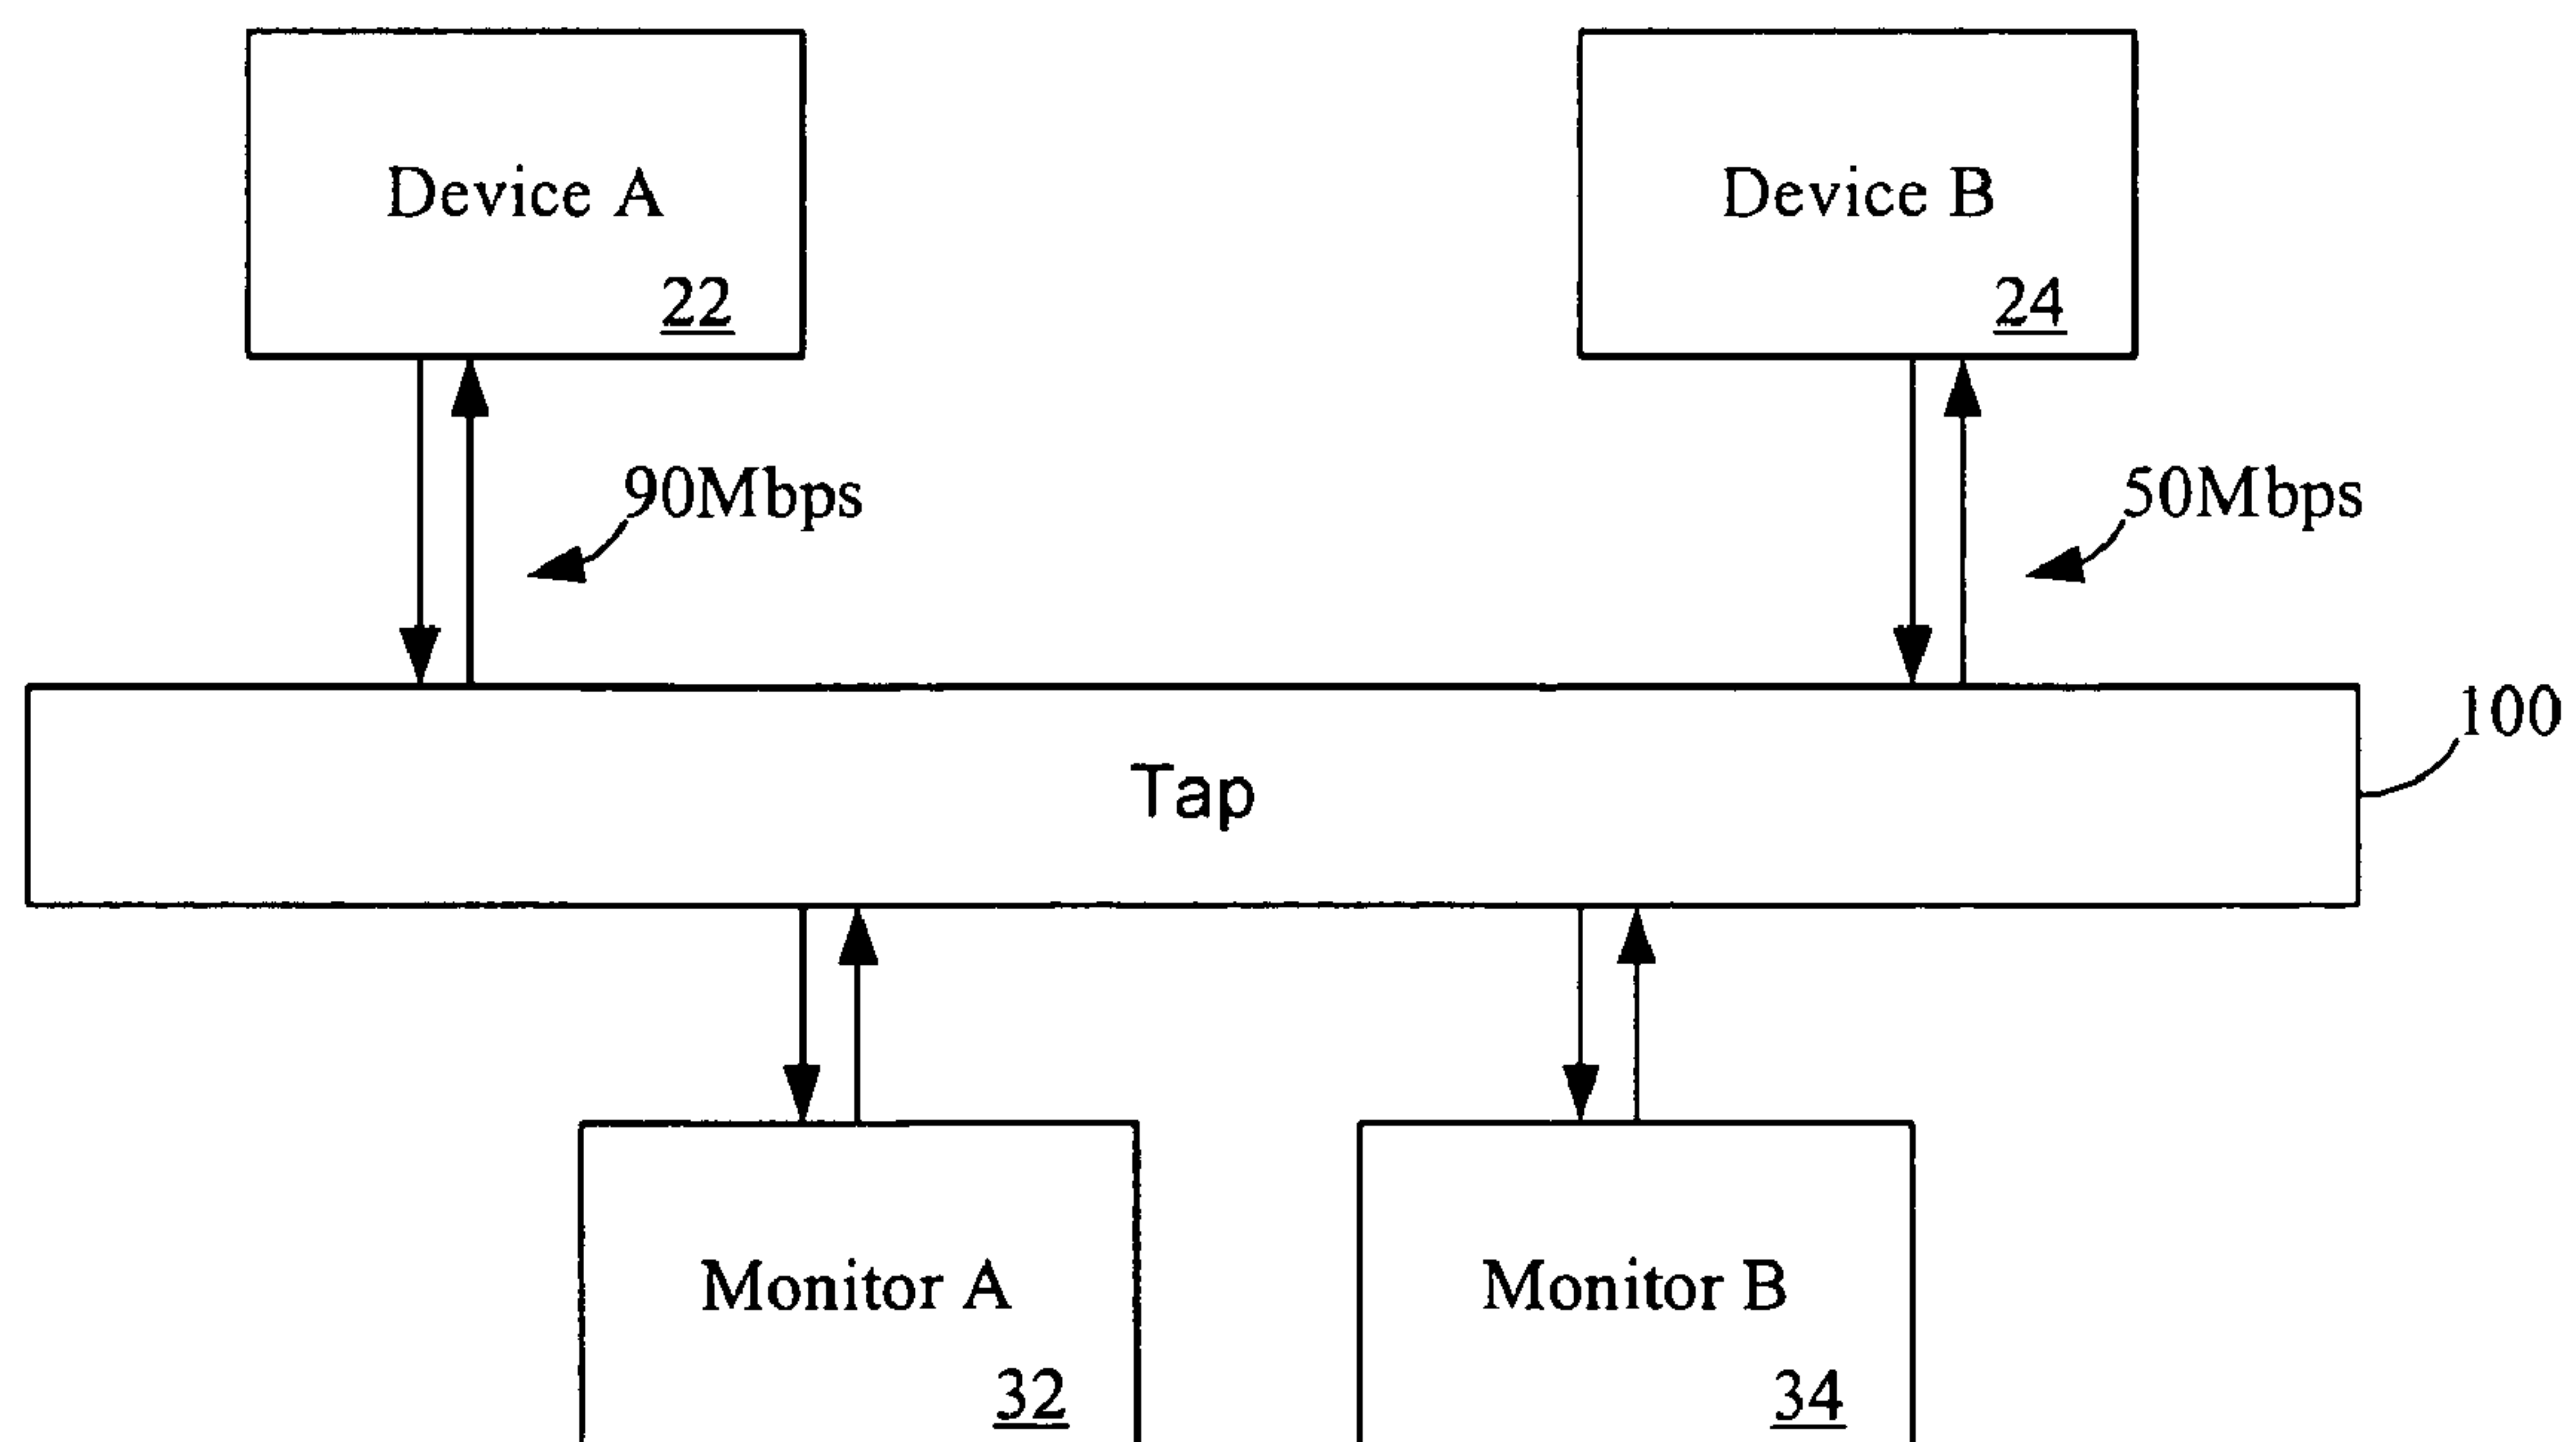 Device A
22
Device B
24
90Mbps
50Mbps
100
Tap
Monitor A
32
Monitor B
34